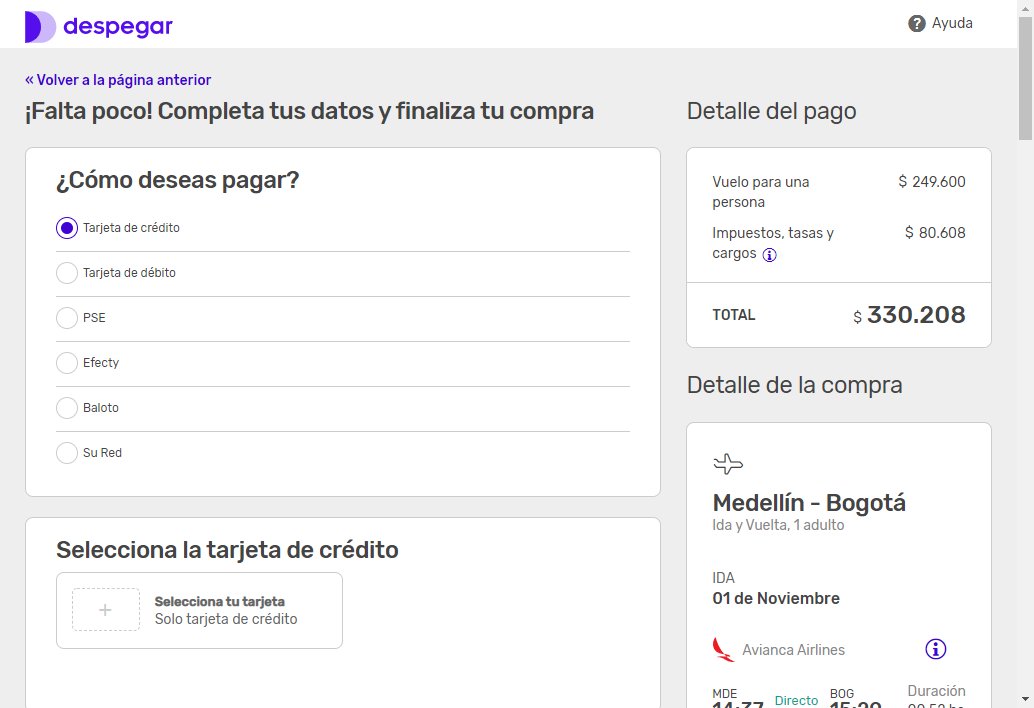 despegar
Ayuda
« Volver a la página anterior
¡Falta poco! Completa tus datos y finaliza tu compra
¿Cómo deseas pagar?
Tarjeta de crédito
Tarjeta de débito
PSE
Efecty
Baloto
Su Red
Selecciona la tarjeta de crédito
Selecciona tu tarjeta
Solo tarjeta de crédito
Detalle del pago
Vuelo para una persona $ 249.600
Impuestos, tasas y cargos $ 80.608
TOTAL $ 330.208
Detalle de la compra
Medellín - Bogotá
Ida y Vuelta, 1 adulto
IDA
01 de Noviembre
Avianca Airlines
MDE Directo BOG Duración